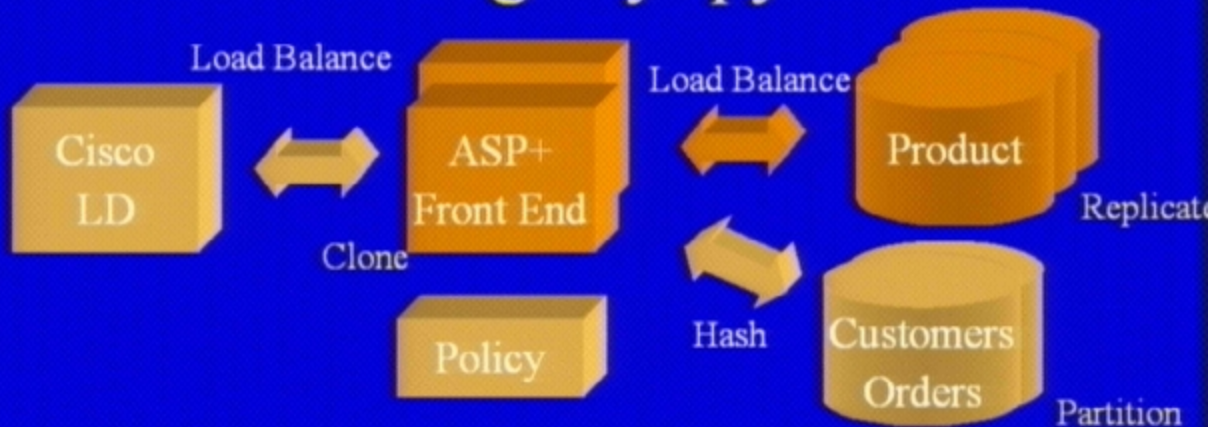 Load Balance
Load Balance
Cisco
LD
ASP+
Front End
Product
Replicate
Clone
Policy
Hash
Customers
Orders
Partition